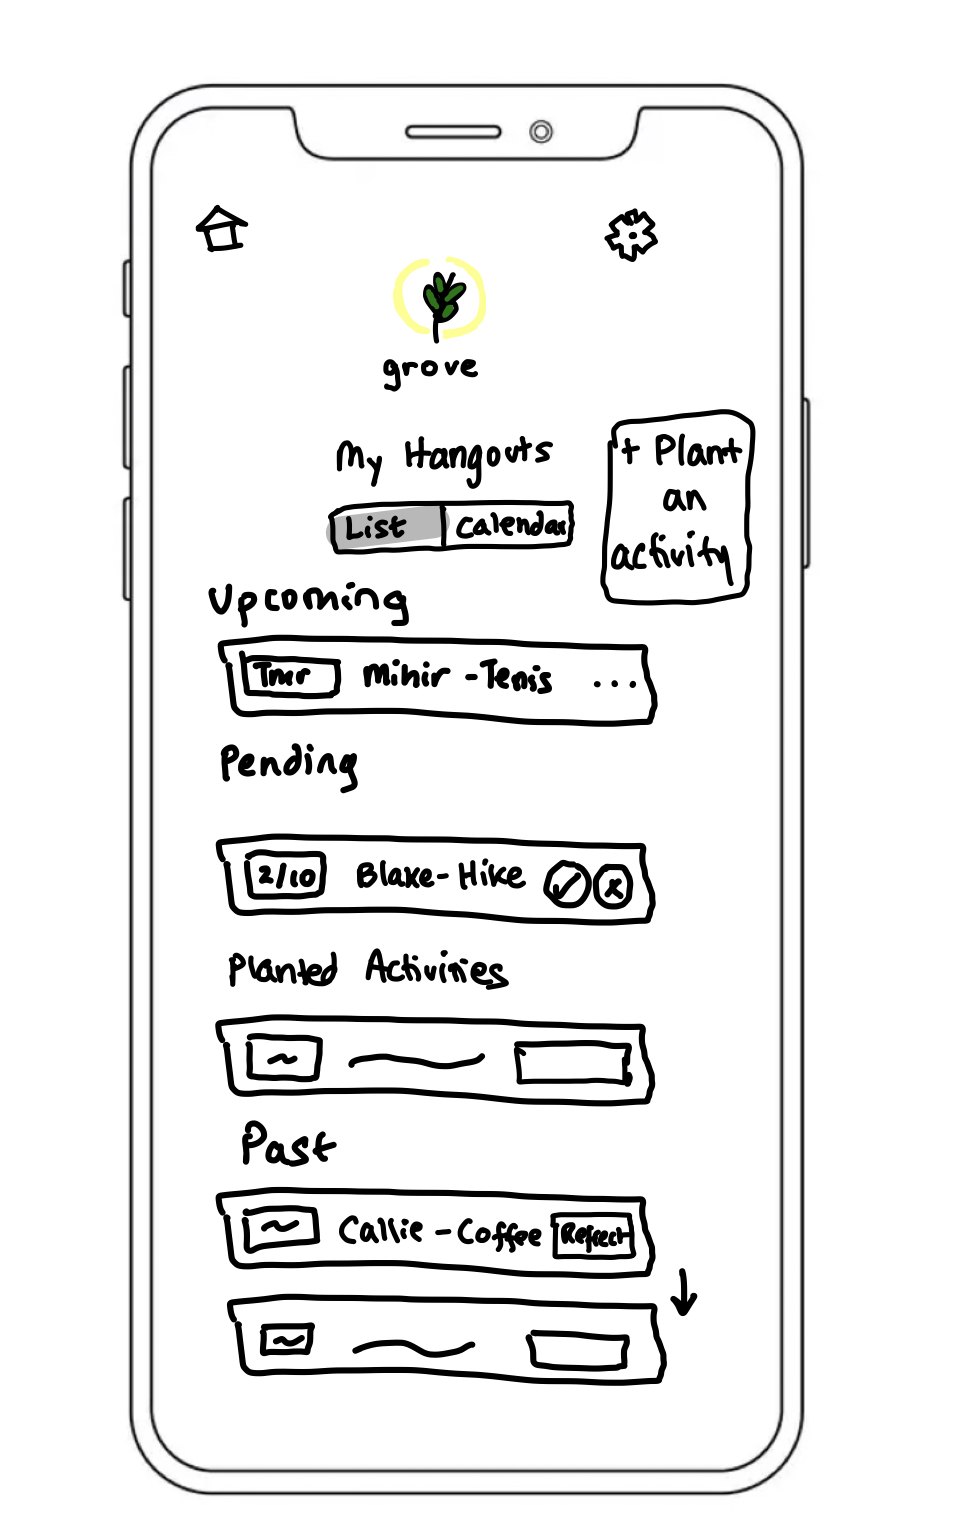 grove
My Hangouts
+ Plant
an
activity
List Calendar
Upcoming
Tmr Mihir - Tenis ...
Pending
2/10 Blake - Hike
Planted Activities
Past
Callie - Coffee